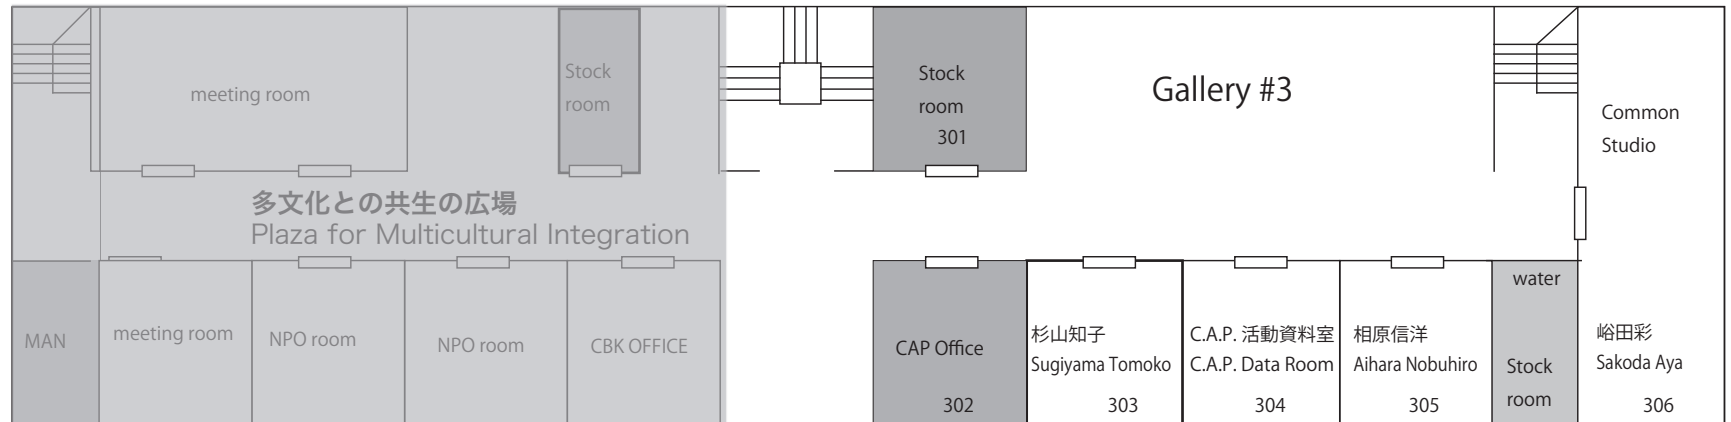 meeting room
Stock
room
Stock
room
301
Gallery #3
Common
Studio
多文化との共生の広場
Plaza for Multicultural Integration
MAN
meeting room
NPO room
NPO room
CBK OFFICE
CAP Office
302
杉山知子
Sugiyama Tomoko
303
C.A.P. 活動資料室
C.A.P. Data Room
304
相原信洋
Aihara Nobuhiro
305
water
Stock
room
峪田彩
Sakoda Aya
306